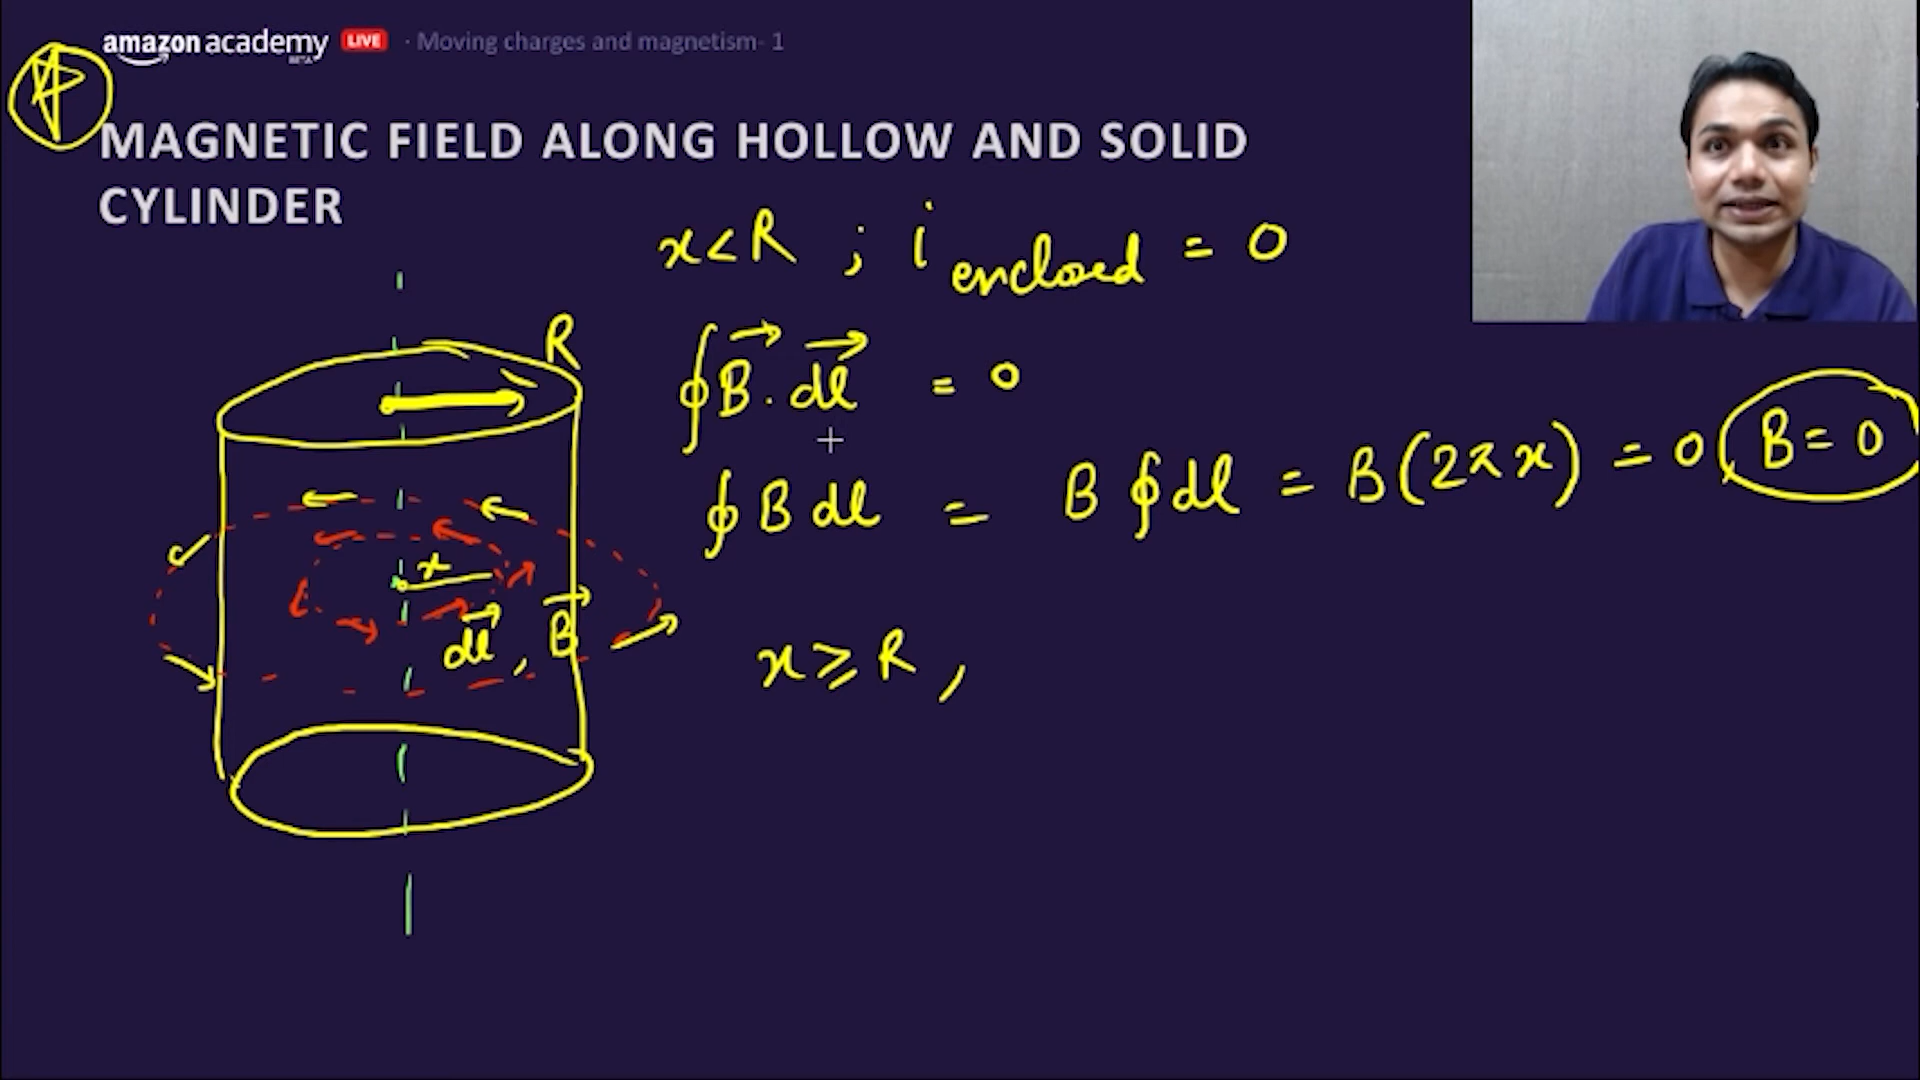 amazon academy LIVE · Moving charges and magnetism- 1
BETA
MAGNETIC FIELD ALONG HOLLOW AND SOLID
CYLINDER
x<R ; i enclosed = 0
R
∮B⃗ . dl⃗ = 0
∮ B dl = B ∮ dl = B(2πx) = 0 B = 0
x
dl⃗ , B⃗
x ≥ R ,